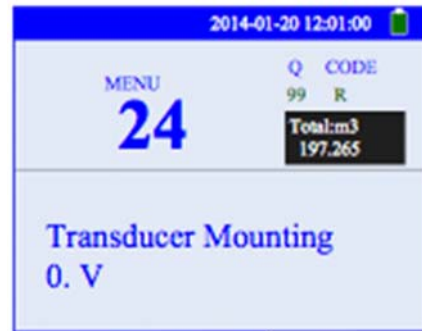 2014-01-20 12:01:00
MENU
24
Q CODE
99 R
Total:m3
197.265
Transducer Mounting
0. V